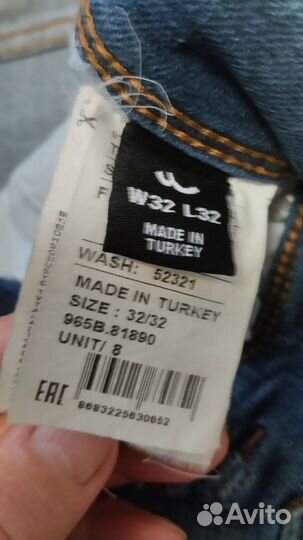 W32 L32
MADE IN
TURKEY
WASH: 52321
MADE IN TURKEY
SIZE : 32/32
965B.81890
UNIT/ 8
EAC
8683225630652
Avito